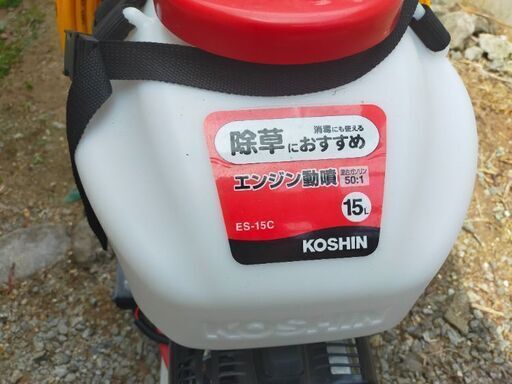 消毒にも使える
除草におすすめ
エンジン動噴
混合ガソリン
50:1
15L
ES-15C
KOSHIN
KOSHIN